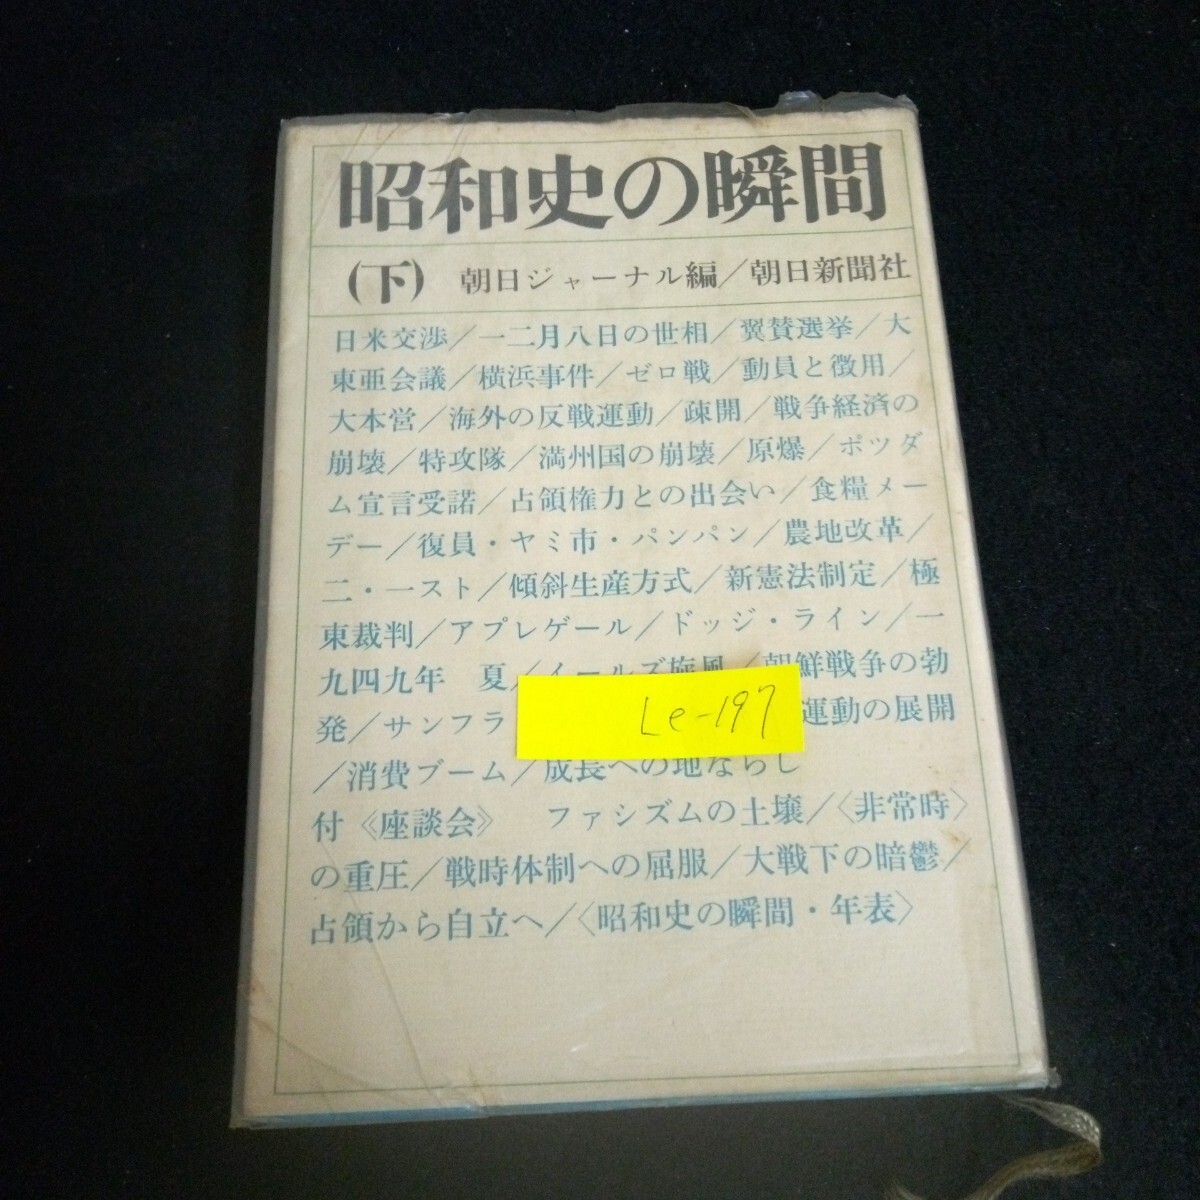 昭和史の瞬間
(下) 朝日ジャーナル編/朝日新聞社
日米交渉/一二月八日の世相/翼賛選挙/大
東亜会議/横浜事件/ゼロ戦/動員と徴用/
大本営/海外の反戦運動/疎開/戦争経済の
崩壊/特攻隊/満州国の崩壊/原爆/ポツダ
ム宣言受諾/占領権力との出会い/食糧メー
デー/復員・ヤミ市・パンパン/農地改革/
二・一スト/傾斜生産方式/新憲法制定/極
東裁判/アプレゲール/ドッジ・ライン/一
九四九年 夏/イールズ旋風/朝鮮戦争の勃
発/サンフラ 運動の展開
Le-197
/消費ブーム/成長への地ならし
付《座談会》 ファシズムの土壌/〈非常時〉
の重圧/戦時体制への屈服/大戦下の暗鬱/
占領から自立へ/〈昭和史の瞬間・年表〉